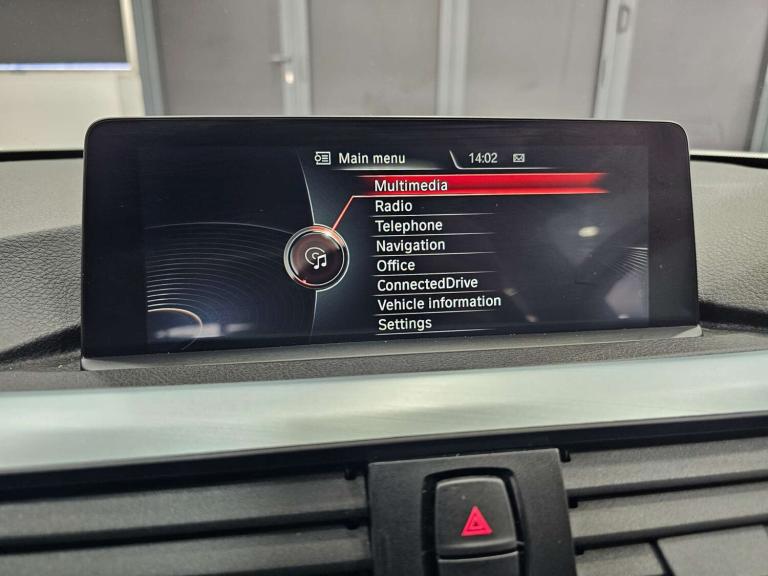 Main menu 14:02
Multimedia
Radio
Telephone
Navigation
Office
ConnectedDrive
Vehicle information
Settings